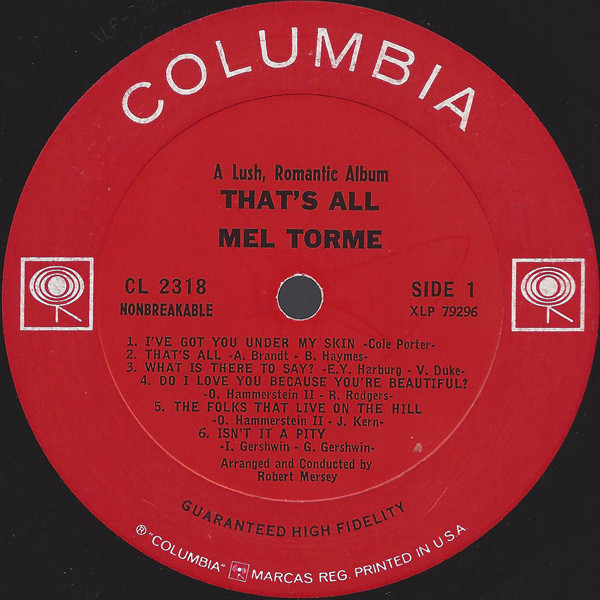 COLUMBIA
A Lush, Romantic Album
THAT'S ALL
MEL TORME
CL 2318
NONBREAKABLE
SIDE 1
XLP 79296
1. I'VE GOT YOU UNDER MY SKIN -Cole Porter-
2. THAT'S ALL -A. Brandt - B. Haymes-
3. WHAT IS THERE TO SAY? -E.Y. Harburg - V. Duke-
4. DO I LOVE YOU BECAUSE YOU'RE BEAUTIFUL?
-O. Hammerstein II - R. Rodgers-
5. THE FOLKS THAT LIVE ON THE HILL
-O. Hammerstein II - J. Kern-
6. ISN'T IT A PITY
-I. Gershwin - G. Gershwin-
Arranged and Conducted by
Robert Mersey
GUARANTEED HIGH FIDELITY
® "COLUMBIA" MARCAS REG. PRINTED IN U.S.A.